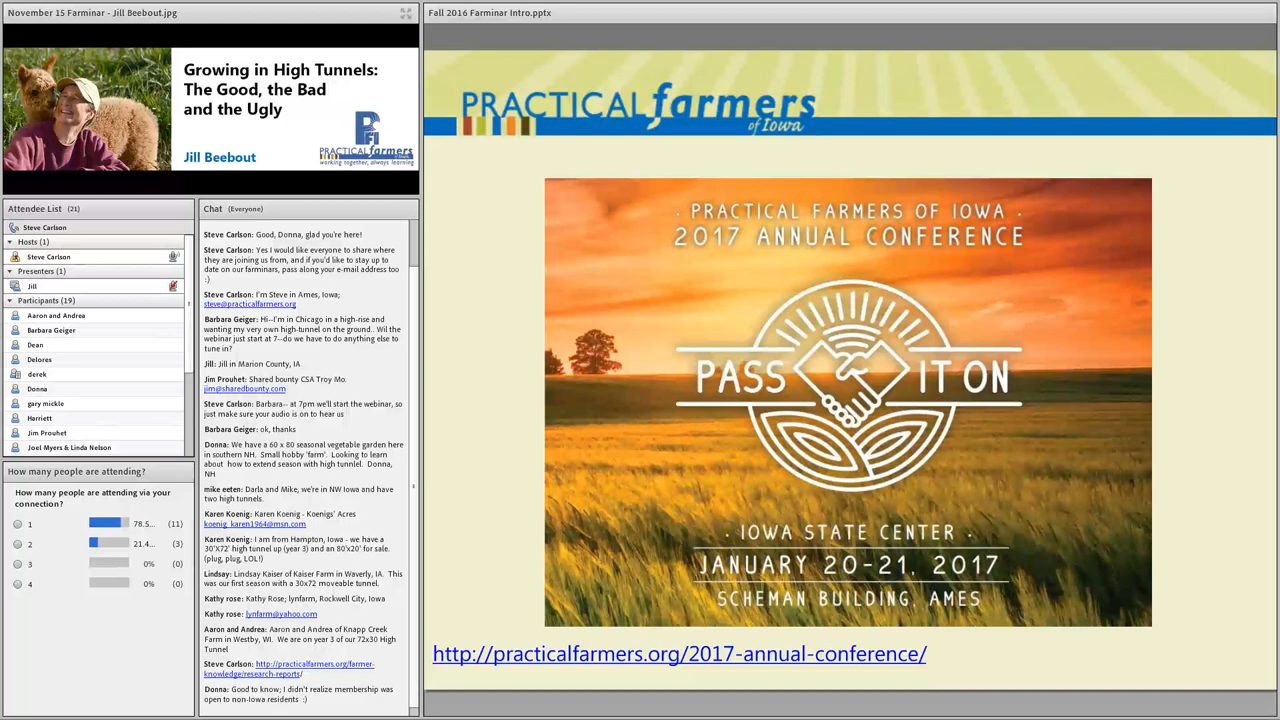 November 15 Farminar - Jill Beebout.jpg
Growing in High Tunnels:
The Good, the Bad
and the Ugly
Jill Beebout
PRACTICAL farmers
working together, always learning
Attendee List (21)
Steve Carlson
Hosts (1)
Steve Carlson
Presenters (1)
Jill
Participants (19)
Aaron and Andrea
Barbara Geiger
Dean
Delores
derek
Donna
gary mickle
Harriett
Jim Prouhet
Joel Myers & Linda Nelson
How many people are attending?
How many people are attending via your
connection?
1 78.5... (11)
2 21.4... (3)
3 0% (0)
4 0% (0)
Chat (Everyone)
Steve Carlson: Good, Donna, glad you're here!
Steve Carlson: Yes I would like everyone to share where
they are joining us from, and if you'd like to stay up to
date on our farminars, pass along your e-mail address too
:)
Steve Carlson: I'm Steve in Ames, Iowa;
steve@practicalfarmers.org
Barbara Geiger: Hi--I'm in Chicago in a high-rise and
wanting my very own high-tunnel on the ground.. Wil the
webinar just start at 7--do we have to do anything else to
tune in?
Jill: Jill in Marion County, IA
Jim Prouhet: Shared bounty CSA Troy Mo.
jim@sharedbounty.com
Steve Carlson: Barbara-- at 7pm we'll start the webinar, so
just make sure your audio is on to hear us
Barbara Geiger: ok, thanks
Donna: We have a 60 x 80 seasonal vegetable garden here
in southern NH. Small hobby 'farm'. Looking to learn
about how to extend season with high tunnlel. Donna,
NH
mike eeten: Darla and Mike, we're in NW Iowa and have
two high tunnels.
Karen Koenig: Karen Koenig - Koenigs' Acres
koenig_karen1964@msn.com
Karen Koenig: I am from Hampton, Iowa - we have a
30'X72' high tunnel up (year 3) and an 80'x20' for sale.
(plug, plug, LOL!)
Lindsay: Lindsay Kaiser of Kaiser Farm in Waverly, IA. This
was our first season with a 30x72 moveable tunnel.
Kathy rose: Kathy Rose; lynfarm, Rockwell City, Iowa
Kathy rose: lynfarm@yahoo.com
Aaron and Andrea: Aaron and Andrea of Knapp Creek
Farm in Westby, WI. We are on year 3 of our 72x30 High
Tunnel
Steve Carlson: http://practicalfarmers.org/farmer-
knowledge/research-reports/
Donna: Good to know; I didn't realize membership was
open to non-Iowa residents :)
Fall 2016 Farminar Intro.pptx
PRACTICAL farmers
of Iowa
· PRACTICAL FARMERS OF IOWA ·
2017 ANNUAL CONFERENCE
PASS IT ON
· IOWA STATE CENTER ·
JANUARY 20-21, 2017
SCHEMAN BUILDING, AMES
http://practicalfarmers.org/2017-annual-conference/